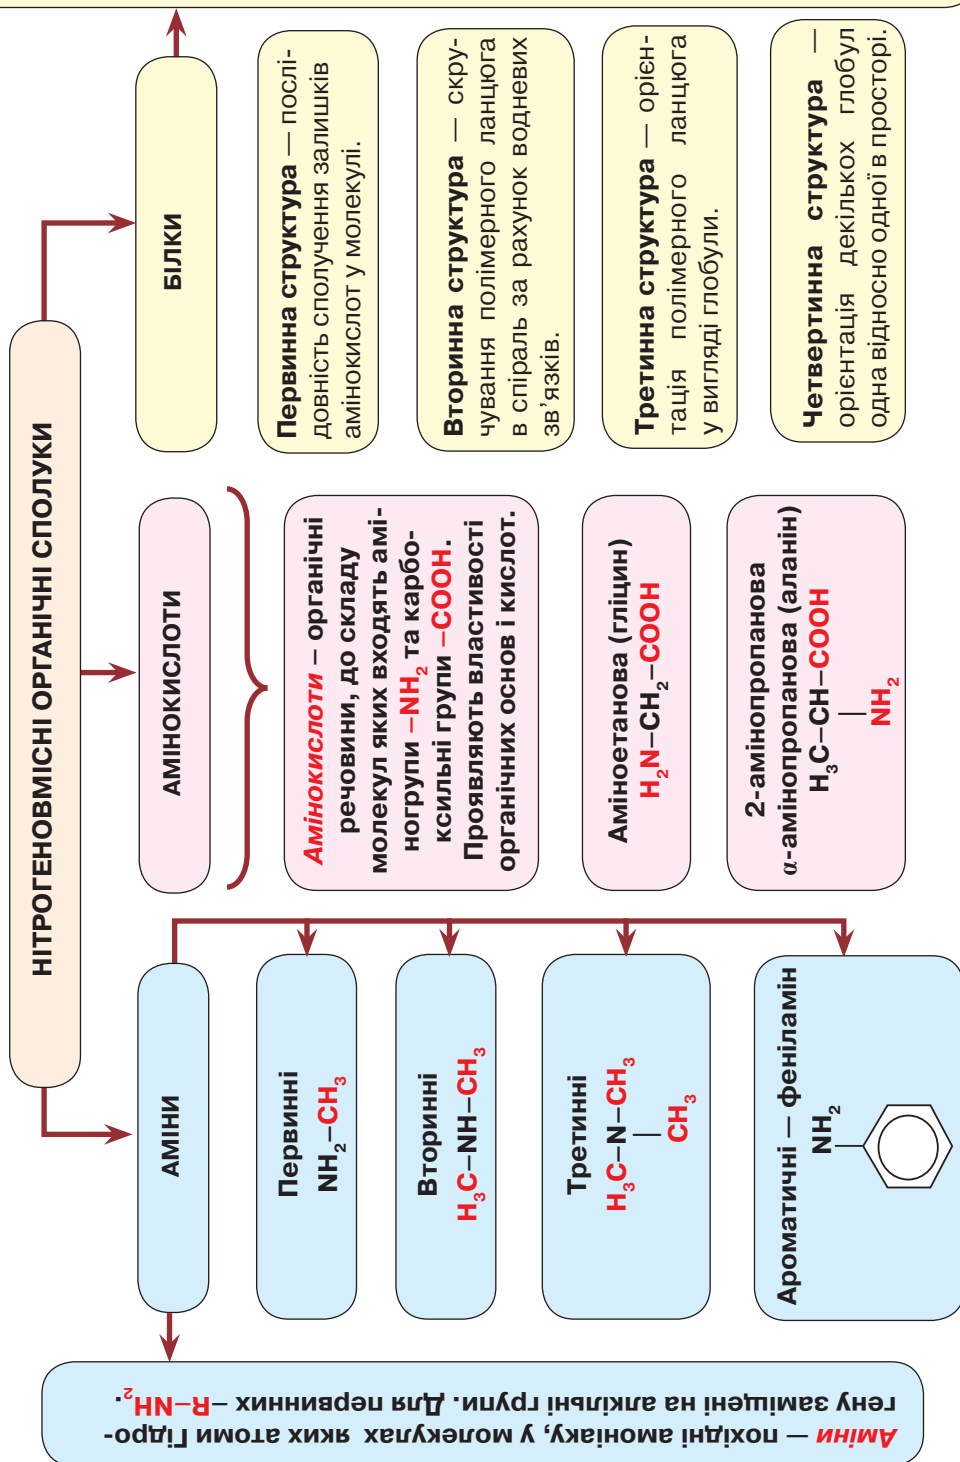 НІТРОГЕНОВМІСНІ ОРГАНІЧНІ СПОЛУКИ
АМІНИ
Аміни — похідні амоніаку, у молекулах яких атоми Гідро-
гену заміщені на алкільні групи. Для первинних –R–NH₂.
Первинні
NH₂–CH₃
Вторинні
H₃C–NH–CH₃
Третинні
H₃C–N–CH₃
|
CH₃
Ароматичні — феніламін
NH₂
АМІНОКИСЛОТИ
Амінокислоти – органічні
речовини, до складу
молекул яких входять амі-
ногрупи –NH₂ та карбо-
ксильні групи –COOH.
Проявляють властивості
органічних основ і кислот.
Аміноетанова (гліцин)
H₂N–CH₂–COOH
2-амінопропанова
α-амінопропанова (аланін)
H₃C–CH–COOH
|
NH₂
БІЛКИ
Первинна структура — послі-
довність сполучення залишків
амінокислот у молекулі.
Вторинна структура — скру-
чування полімерного ланцюга
в спіраль за рахунок водневих
зв'язків.
Третинна структура — орієн-
тація полімерного ланцюга
у вигляді глобули.
Четвертинна структура —
орієнтація декількох глобул
одна відносно одної в просторі.